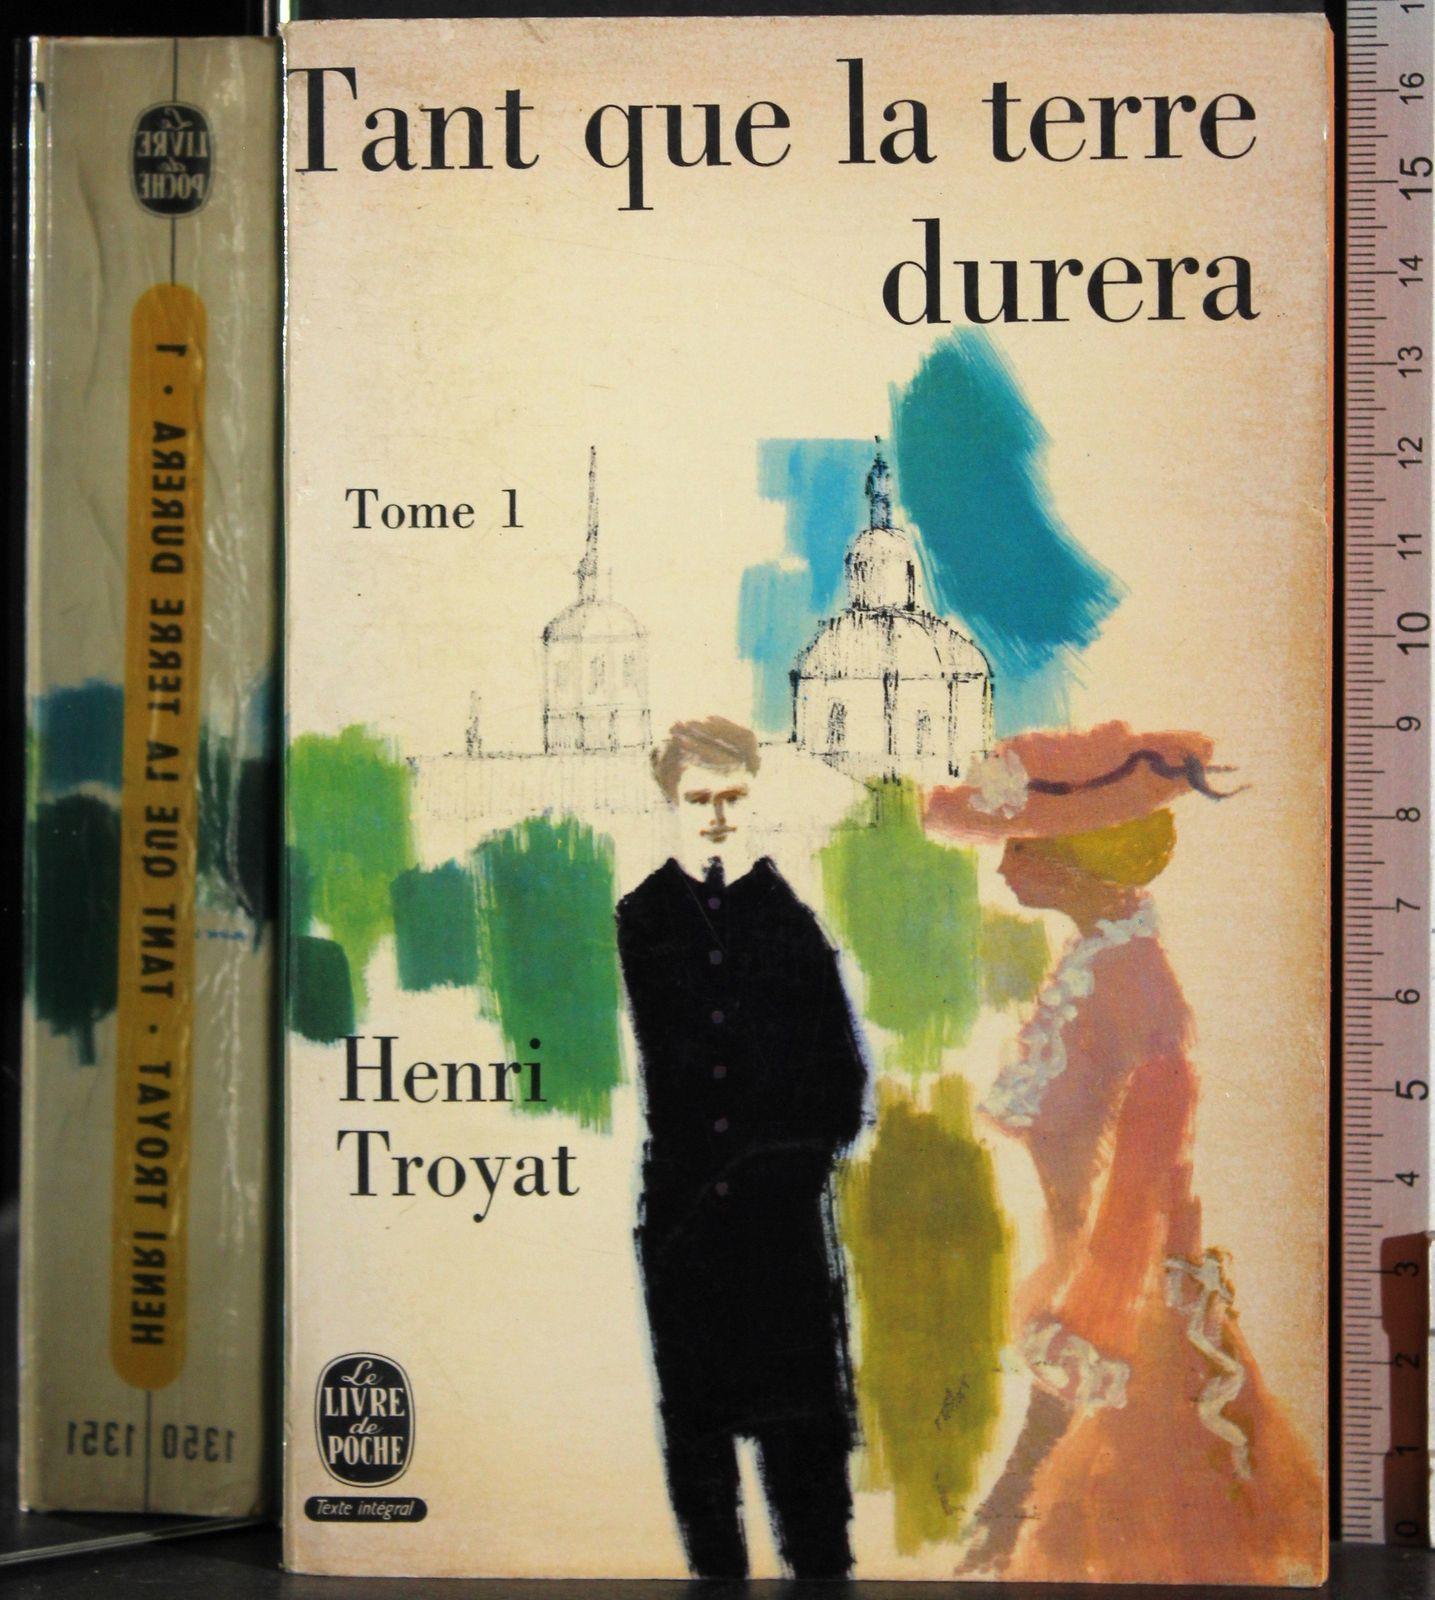 Tant que la terre
durera
Tome 1
Henri
Troyat
Le
LIVRE
de
POCHE
Texte intégral
Le
LIVRE
de
POCHE
HENRI TROYAT • TANT QUE LA TERRE DURERA • 1
1350 1351
16
15
14
13
12
11
10
9
8
7
6
5
4
3
2
1
0